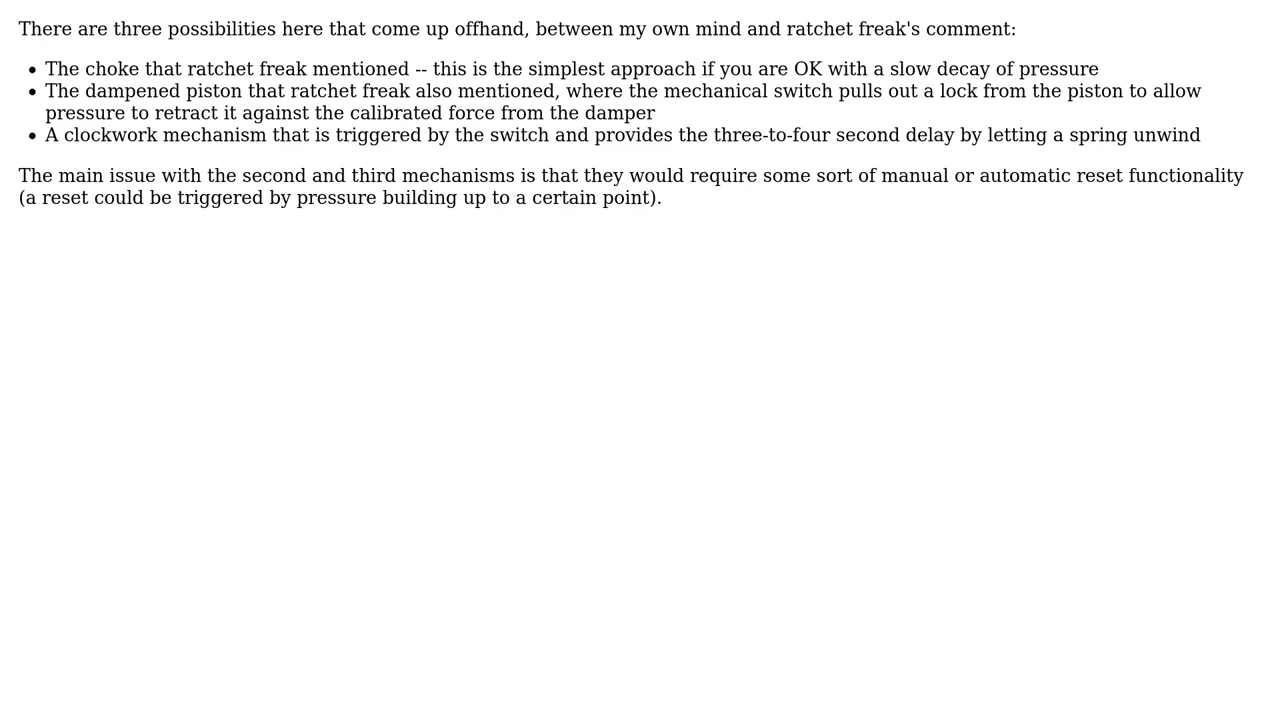 There are three possibilities here that come up offhand, between my own mind and ratchet freak's comment:
• The choke that ratchet freak mentioned -- this is the simplest approach if you are OK with a slow decay of pressure
• The dampened piston that ratchet freak also mentioned, where the mechanical switch pulls out a lock from the piston to allow
pressure to retract it against the calibrated force from the damper
• A clockwork mechanism that is triggered by the switch and provides the three-to-four second delay by letting a spring unwind
The main issue with the second and third mechanisms is that they would require some sort of manual or automatic reset functionality
(a reset could be triggered by pressure building up to a certain point).